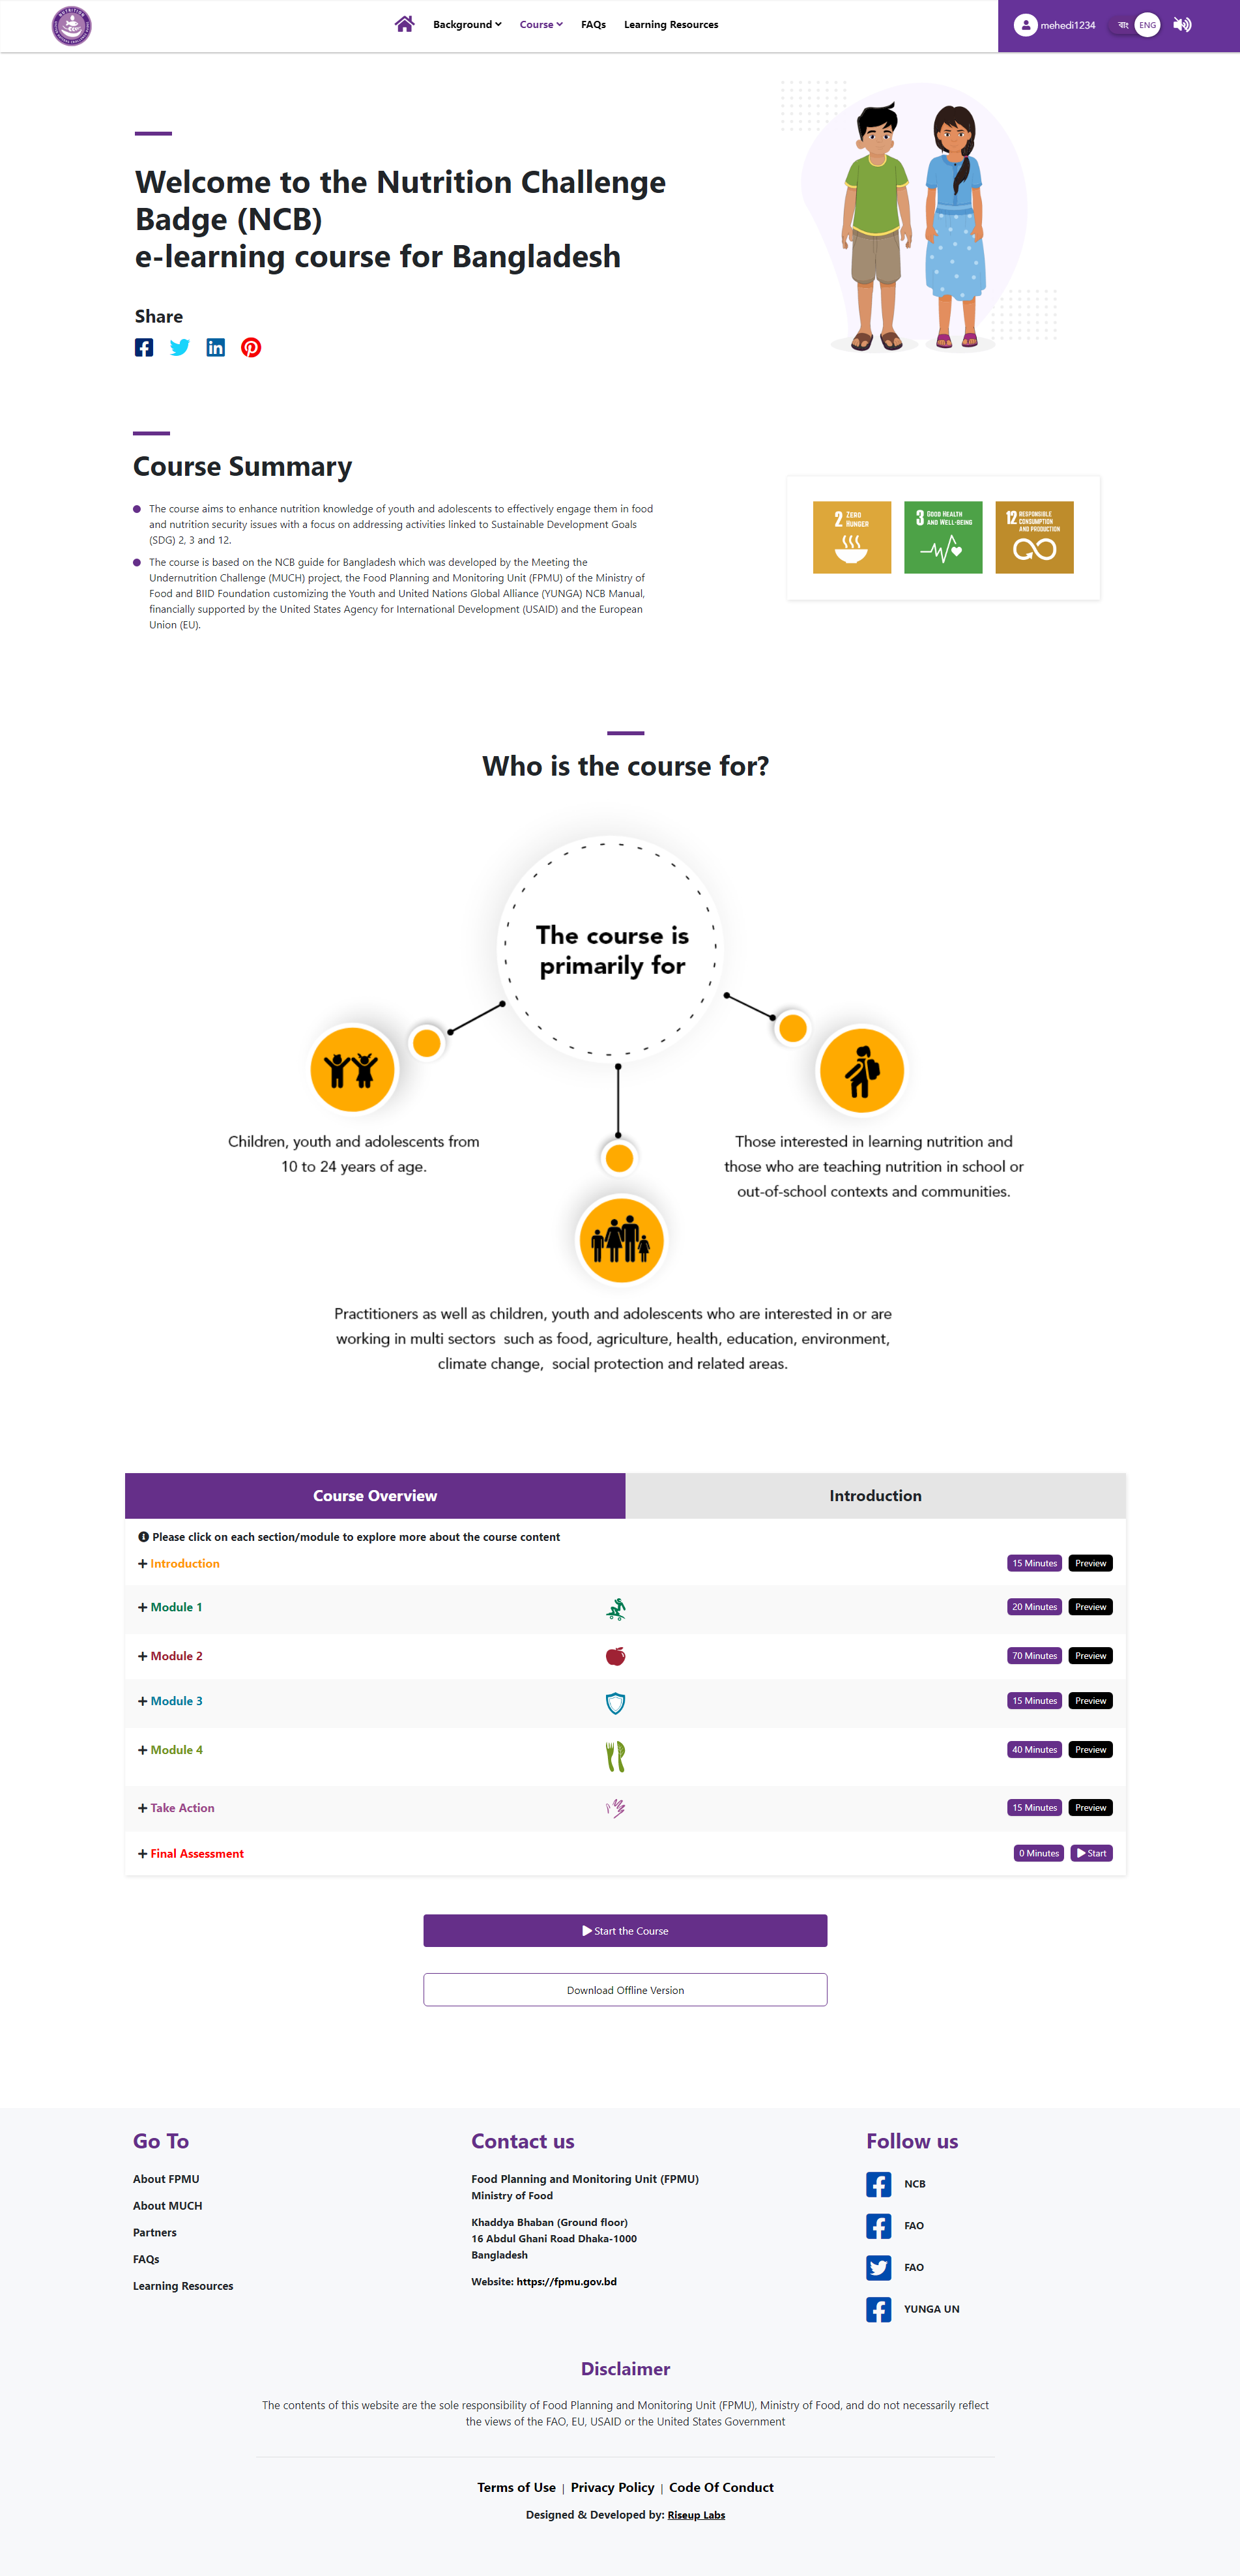 NUTRITION
Background
Course
FAQs
Learning Resources
mehedi1234
বাং
ENG
Welcome to the Nutrition Challenge
Badge (NCB)
e-learning course for Bangladesh
Share
Course Summary
The course aims to enhance nutrition knowledge of youth and adolescents to effectively engage them in food
and nutrition security issues with a focus on addressing activities linked to Sustainable Development Goals
(SDG) 2, 3 and 12.
The course is based on the NCB guide for Bangladesh which was developed by the Meeting the
Undernutrition Challenge (MUCH) project, the Food Planning and Monitoring Unit (FPMU) of the Ministry of
Food and BIID Foundation customizing the Youth and United Nations Global Alliance (YUNGA) NCB Manual,
financially supported by the United States Agency for International Development (USAID) and the European
Union (EU).
2 ZERO
HUNGER
3 GOOD HEALTH
AND WELL-BEING
12 RESPONSIBLE
CONSUMPTION
AND PRODUCTION
Who is the course for?
The course is
primarily for
Children, youth and adolescents from
10 to 24 years of age.
Those interested in learning nutrition and
those who are teaching nutrition in school or
out-of-school contexts and communities.
Practitioners as well as children, youth and adolescents who are interested in or are
working in multi sectors such as food, agriculture, health, education, environment,
climate change, social protection and related areas.
Course Overview
Introduction
Please click on each section/module to explore more about the course content
Introduction 15 Minutes Preview
Module 1 20 Minutes Preview
Module 2 70 Minutes Preview
Module 3 15 Minutes Preview
Module 4 40 Minutes Preview
Take Action 15 Minutes Preview
Final Assessment 0 Minutes Start
Start the Course
Download Offline Version
Go To
About FPMU
About MUCH
Partners
FAQs
Learning Resources
Contact us
Food Planning and Monitoring Unit (FPMU)
Ministry of Food
Khaddya Bhaban (Ground floor)
16 Abdul Ghani Road Dhaka-1000
Bangladesh
Website: https://fpmu.gov.bd
Follow us
NCB
FAO
FAO
YUNGA UN
Disclaimer
The contents of this website are the sole responsibility of Food Planning and Monitoring Unit (FPMU), Ministry of Food, and do not necessarily reflect
the views of the FAO, EU, USAID or the United States Government
Terms of Use | Privacy Policy | Code Of Conduct
Designed & Developed by: Riseup Labs